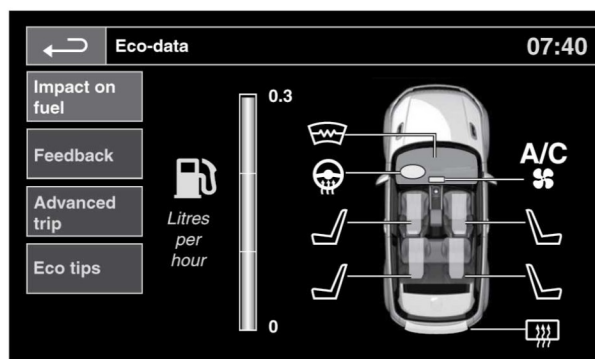 Eco-data
07:40
Impact on
fuel
Feedback
Advanced
trip
Eco tips
0.3
Litres
per
hour
0
A/C